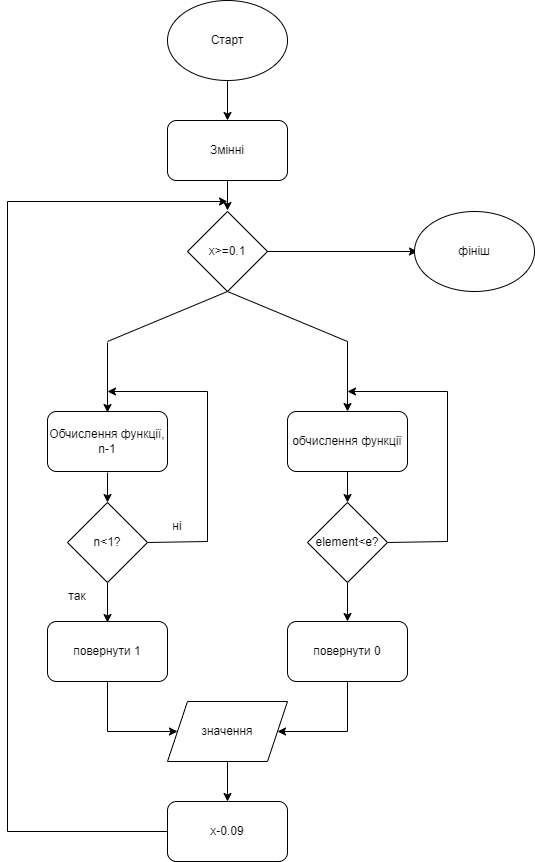 Старт
Змінні
x>=0.1
фініш
Обчислення функції,
n-1
обчислення функції
n<1?
ні
element<e?
так
повернути 1
повернути 0
значення
x-0.09